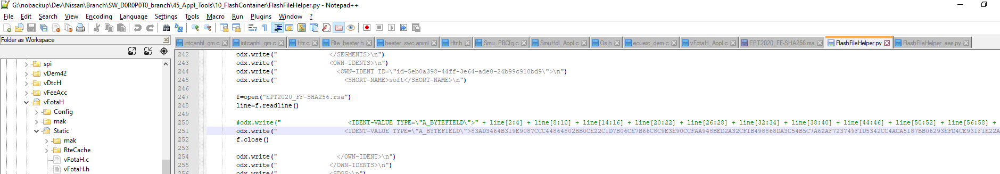 G:\nobackup\Dev\Nissan\Branch\SW_D0R0P0T0_branch\45_Appl_Tools\10_FlashContainer\FlashFileHelper.py - Notepad++
File Edit Search View Encoding Language Settings Tools Macro Run Plugins Window ?
Folder as Workspace
intcanhl_qm.c intcanhl_qm.c Htr.c Rte_heater.h heater_swc.arxml Htr.h Smu_PBCfg.c SmuHdl_Appl.c Os.h ecuext_dem.c vFotaH_Appl.c EPT2020_FF-SHA256.rsa FlashFileHelper.py FlashFileHelper_aes.py
spi
vDem42
vDtcH
vFeeAcc
vFotaH
Config
mak
Static
mak
RteCache
vFotaH.c
vFotaH.h
242 odx.write(" </SEGMENTS>\n")
243 odx.write(" <OWN-IDENTS>\n")
244 odx.write(" <OWN-IDENT ID=\"id-5eb0a398-44ff-3e64-ade0-24b99c910bd9\">\n")
245 odx.write(" <SHORT-NAME>soft</SHORT-NAME>\n")
246
247 f=open("EPT2020_FF-SHA256.rsa")
248 line=f.readline()
249
250 #odx.write(" <IDENT-VALUE TYPE=\"A_BYTEFIELD\">" + line[2:4] + line[8:10] + line[14:16] + line[20:22] + line[26:28] + line[32:34] + line[38:40] + line[44:46] + line[50:52] + line[56:58] +
251 odx.write(" <IDENT-VALUE TYPE=\"A_BYTEFIELD\">83AD3464B319E9087CCC44864802BB0CE22C1D7B06CE7B66C8C9E3E90CCFAA948BED2A32CF1B498868DA3C54B5C7A62AF723749F1D5342CC4ACA5187BB06293EFD4CE931F1E22A
252 f.close()
253
254 odx.write(" </OWN-IDENT>\n")
255 odx.write(" </OWN-IDENTS>\n")
256 odx.write(" <SDGS>\n")